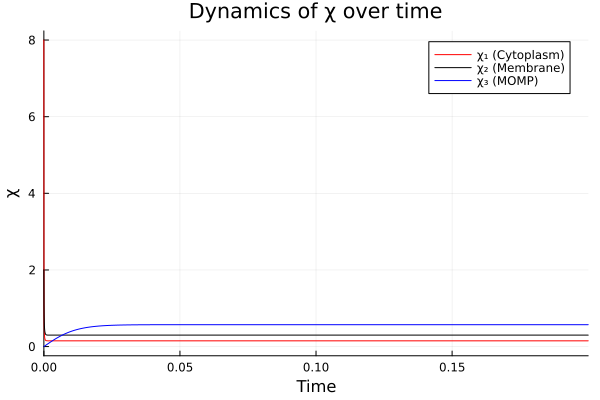 Dynamics of χ over time
χ₁ (Cytoplasm)
χ₂ (Membrane)
χ₃ (MOMP)
8
6
4
2
0
χ
0.00
0.05
0.10
0.15
Time